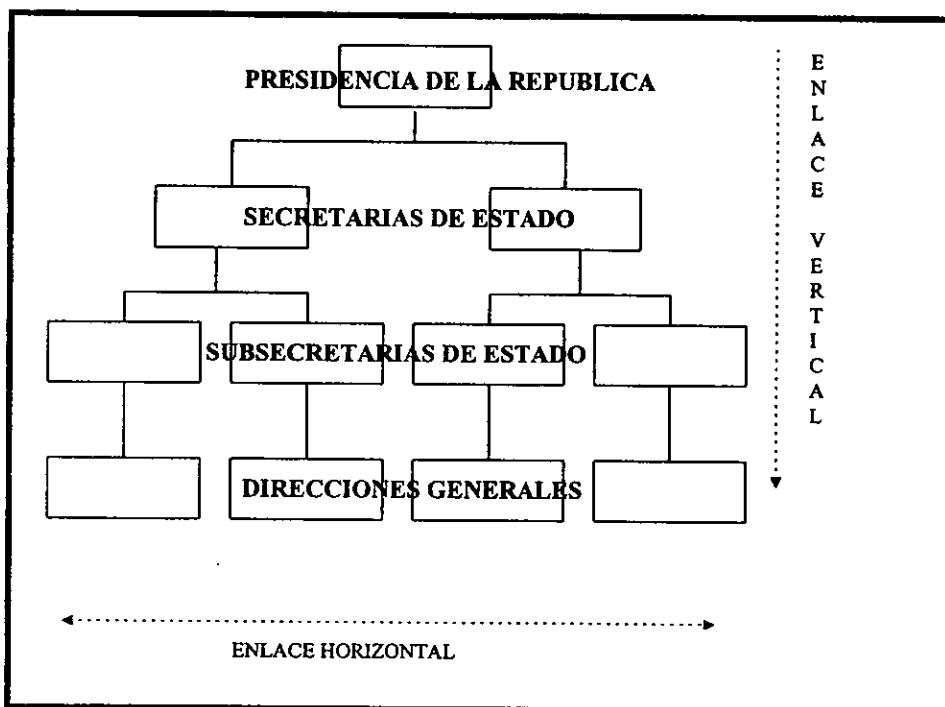 PRESIDENCIA DE LA REPUBLICA
SECRETARIAS DE ESTADO
SUBSECRETARIAS DE ESTADO
DIRECCIONES GENERALES
ENLACE HORIZONTAL
ENLACE VERTICAL